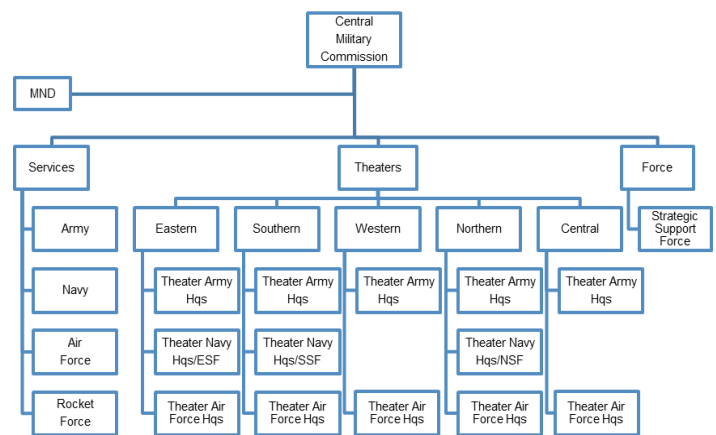 Central
Military
Commission
MND
Services
Theaters
Force
Army
Eastern
Southern
Western
Northern
Central
Strategic
Support
Force
Navy
Theater Army
Hqs
Theater Army
Hqs
Theater Army
Hqs
Theater Army
Hqs
Theater Army
Hqs
Air
Force
Theater Navy
Hqs/ESF
Theater Navy
Hqs/SSF
Theater Navy
Hqs/NSF
Rocket
Force
Theater Air
Force Hqs
Theater Air
Force Hqs
Theater Air
Force Hqs
Theater Air
Force Hqs
Theater Air
Force Hqs